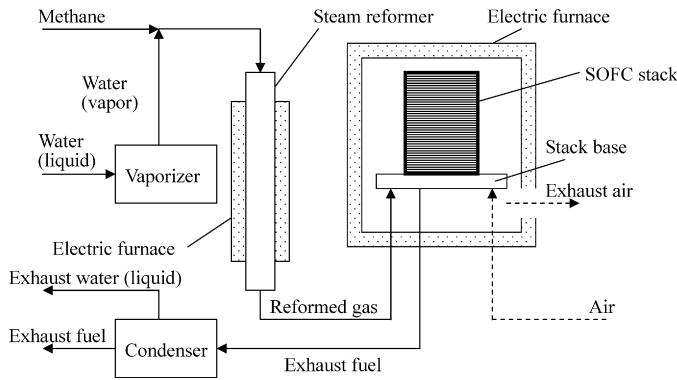 Methane
Steam reformer
Electric furnace
SOFC stack
Water
(vapor)
Water
(liquid)
Vaporizer
Stack base
Exhaust air
Electric furnace
Exhaust water (liquid)
Reformed gas
Air
Exhaust fuel
Condenser
Exhaust fuel